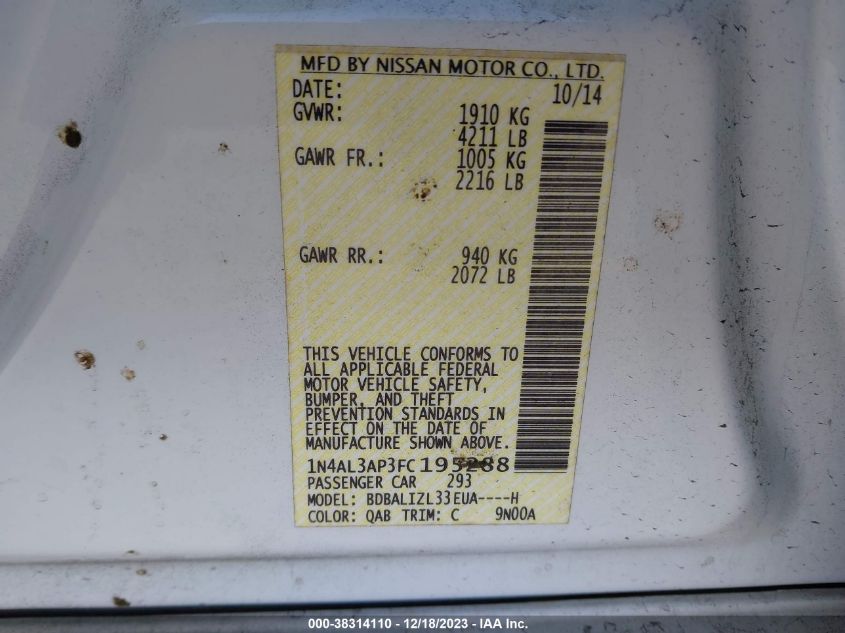 MFD BY NISSAN MOTOR CO., LTD.
DATE: 10/14
GVWR: 1910 KG
4211 LB
GAWR FR.: 1005 KG
2216 LB
GAWR RR.: 940 KG
2072 LB
THIS VEHICLE CONFORMS TO
ALL APPLICABLE FEDERAL
MOTOR VEHICLE SAFETY,
BUMPER, AND THEFT
PREVENTION STANDARDS IN
EFFECT ON THE DATE OF
MANUFACTURE SHOWN ABOVE.
1N4AL3AP3FC195288
PASSENGER CAR 293
MODEL: BDBALIZL33EUA----H
COLOR: QAB TRIM: C 9N00A
000-38314110 - 12/18/2023 - IAA Inc.